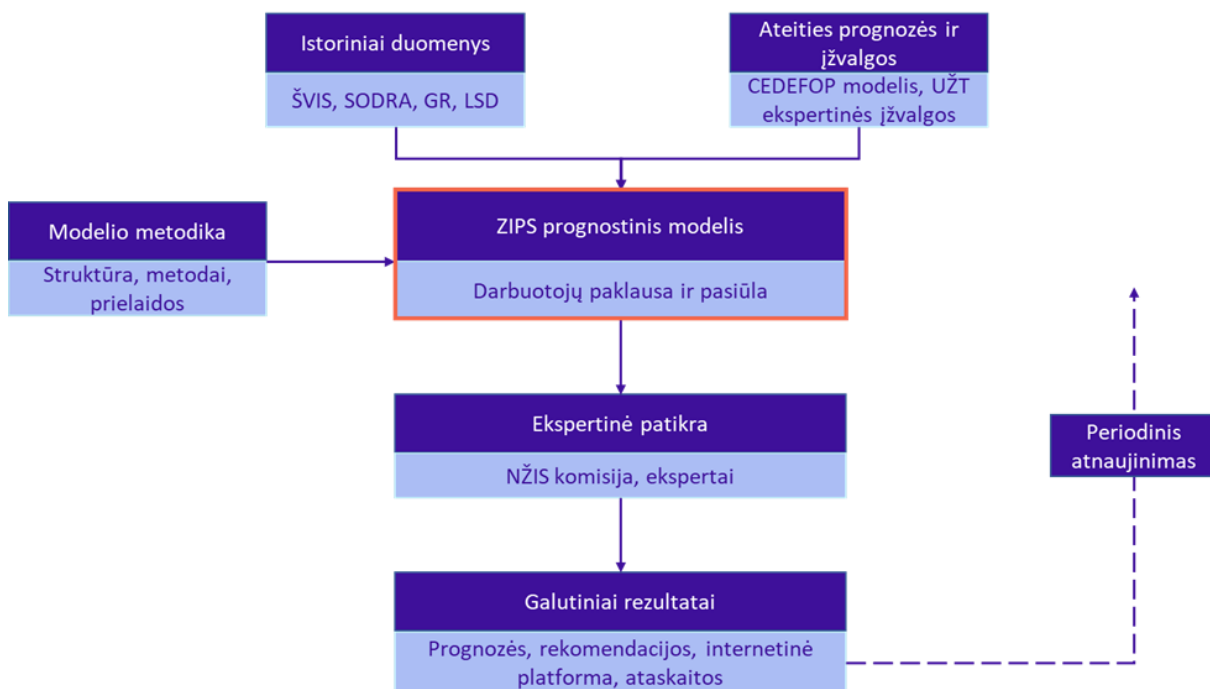 Istoriniai duomenys
ŠVIS, SODRA, GR, LSD
Ateities prognozės ir
įžvalgos
CEDEFOP modelis, UŽT
ekspertinės įžvalgos
Modelio metodika
Struktūra, metodai,
prielaidos
ZIPS prognostinis modelis
Darbuotojų paklausa ir pasiūla
Ekspertinė patikra
NŽIS komisija, ekspertai
Periodinis
atnaujinimas
Galutiniai rezultatai
Prognozės, rekomendacijos, internetinė
platforma, ataskaitos